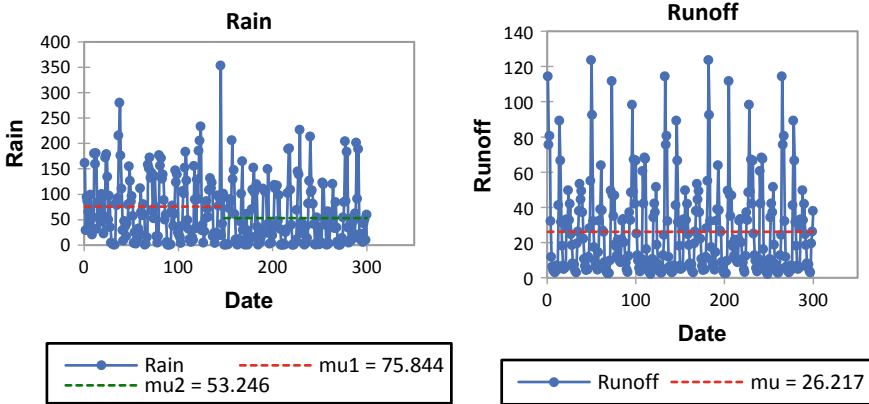 Rain
400
350
300
250
200
150
100
50
0
Rain
0 100 200 300
Date
Rain mu1 = 75.844
mu2 = 53.246
Runoff
140
120
100
80
60
40
20
0
Runoff
0 100 200 300
Date
Runoff mu = 26.217